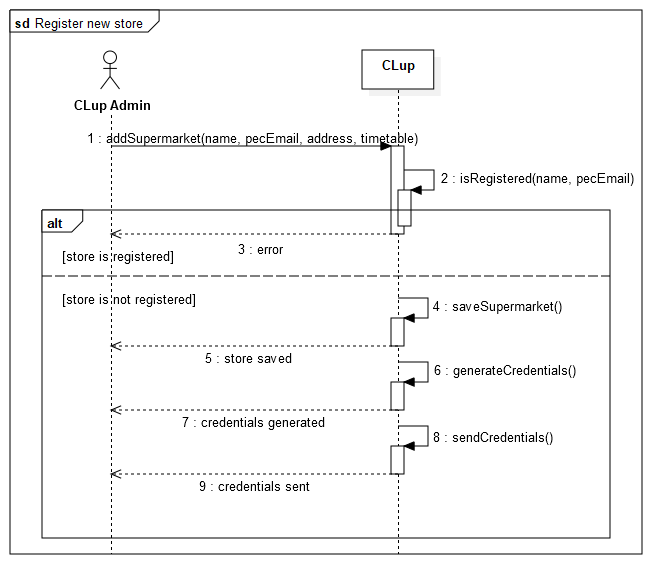 sd Register new store
CLup Admin
CLup
1 : addSupermarket(name, pecEmail, address, timetable)
2 : isRegistered(name, pecEmail)
alt
3 : error
[store is registered]
[store is not registered]
4 : saveSupermarket()
5 : store saved
6 : generateCredentials()
7 : credentials generated
8 : sendCredentials()
9 : credentials sent